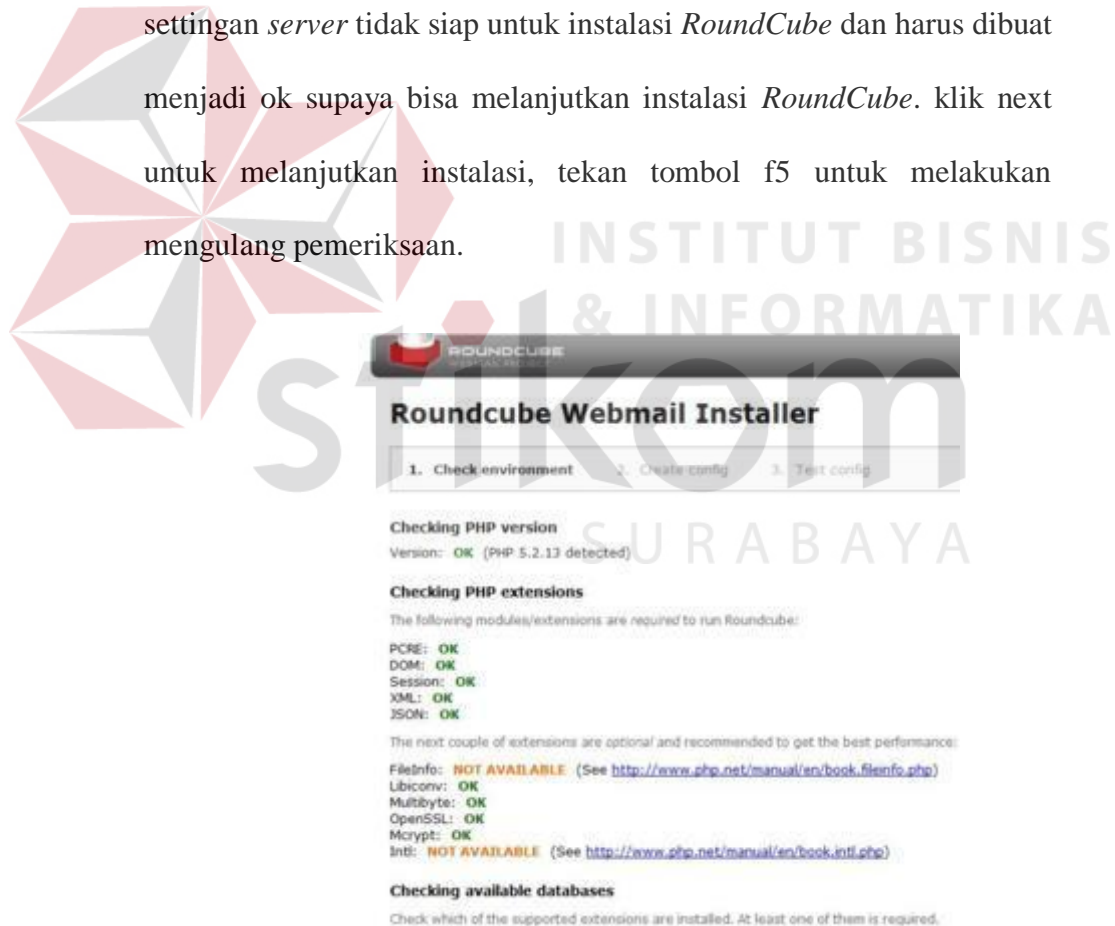 settingan server tidak siap untuk instalasi RoundCube dan harus dibuat
menjadi ok supaya bisa melanjutkan instalasi RoundCube. klik next
untuk melanjutkan instalasi, tekan tombol f5 untuk melakukan
mengulang pemeriksaan.
INSTITUT BISNIS
& INFORMATIKA
stikom
SURABAYA
ROUNDCUBE
WEBMAIL PROJECT
Roundcube Webmail Installer
1. Check environment 2. Create config 3. Test config
Checking PHP version
Version: OK (PHP 5.2.13 detected)
Checking PHP extensions
The following modules/extensions are required to run Roundcube:
PCRE: OK
DOM: OK
Session: OK
XML: OK
JSON: OK
The next couple of extensions are optional and recommended to get the best performance:
FileInfo: NOT AVAILABLE (See http://www.php.net/manual/en/book.fileinfo.php)
Libiconv: OK
Multibyte: OK
OpenSSL: OK
Mcrypt: OK
Intl: NOT AVAILABLE (See http://www.php.net/manual/en/book.intl.php)
Checking available databases
Check which of the supported extensions are installed. At least one of them is required.